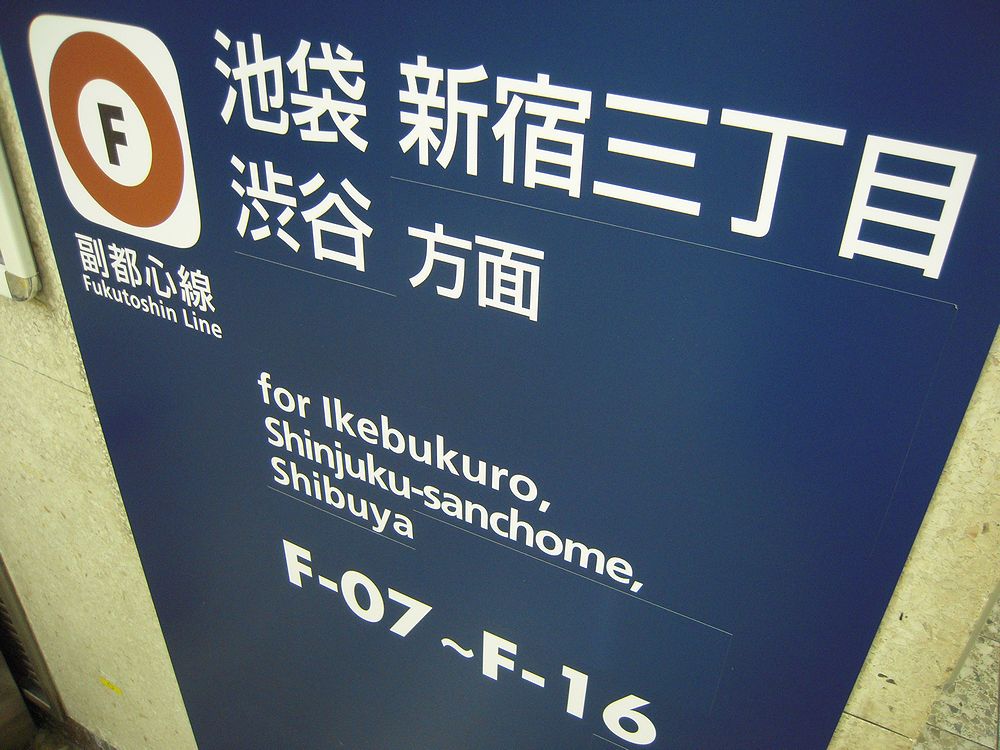 F
副都心線
Fukutoshin Line
池袋 新宿三丁目
渋谷 方面
for Ikebukuro,
Shinjuku-sanchome,
Shibuya
F-07~F-16